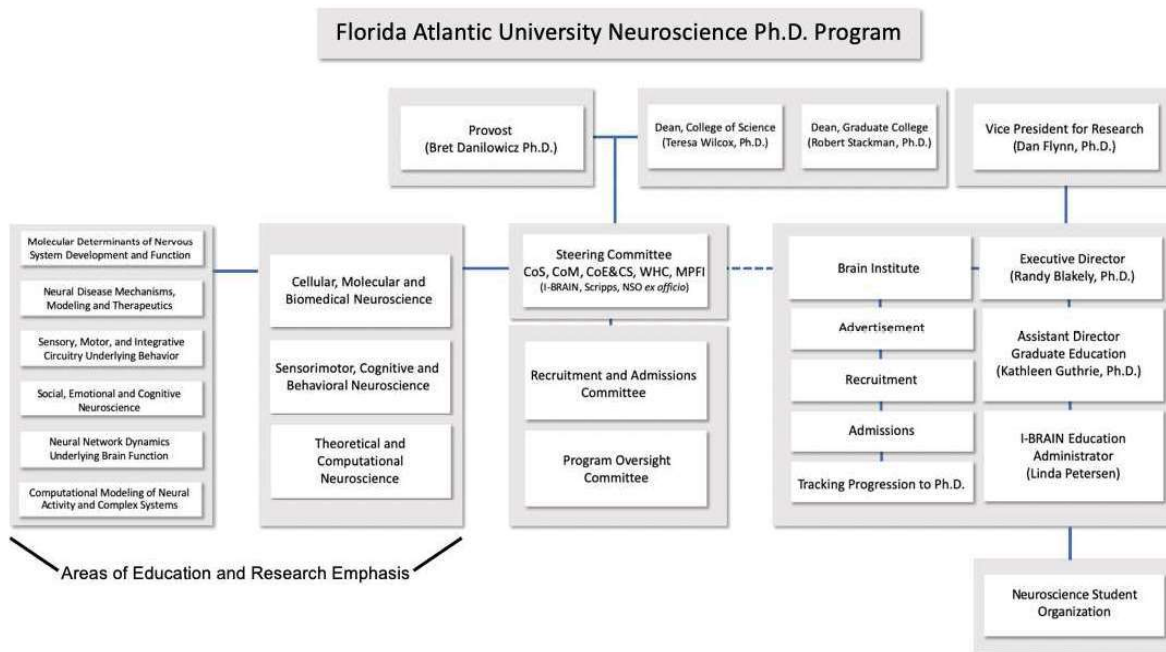 Florida Atlantic University Neuroscience Ph.D. Program
Provost
(Bret Danilowicz Ph.D.)
Dean, College of Science
(Teresa Wilcox, Ph.D.)
Dean, Graduate College
(Robert Stackman, Ph.D.)
Vice President for Research
(Dan Flynn, Ph.D.)
Molecular Determinants of Nervous
System Development and Function
Neural Disease Mechanisms,
Modeling and Therapeutics
Sensory, Motor, and Integrative
Circuitry Underlying Behavior
Social, Emotional and Cognitive
Neuroscience
Neural Network Dynamics
Underlying Brain Function
Computational Modeling of Neural
Activity and Complex Systems
Cellular, Molecular and
Biomedical Neuroscience
Sensorimotor, Cognitive and
Behavioral Neuroscience
Theoretical and
Computational
Neuroscience
Areas of Education and Research Emphasis
Steering Committee
CoS, CoM, CoE&CS, WHC, MPFI
(I-BRAIN, Scripps, NSO ex officio)
Recruitment and Admissions
Committee
Program Oversight
Committee
Brain Institute
Advertisement
Recruitment
Admissions
Tracking Progression to Ph.D.
Executive Director
(Randy Blakely, Ph.D.)
Assistant Director
Graduate Education
(Kathleen Guthrie, Ph.D.)
I-BRAIN Education
Administrator
(Linda Petersen)
Neuroscience Student
Organization